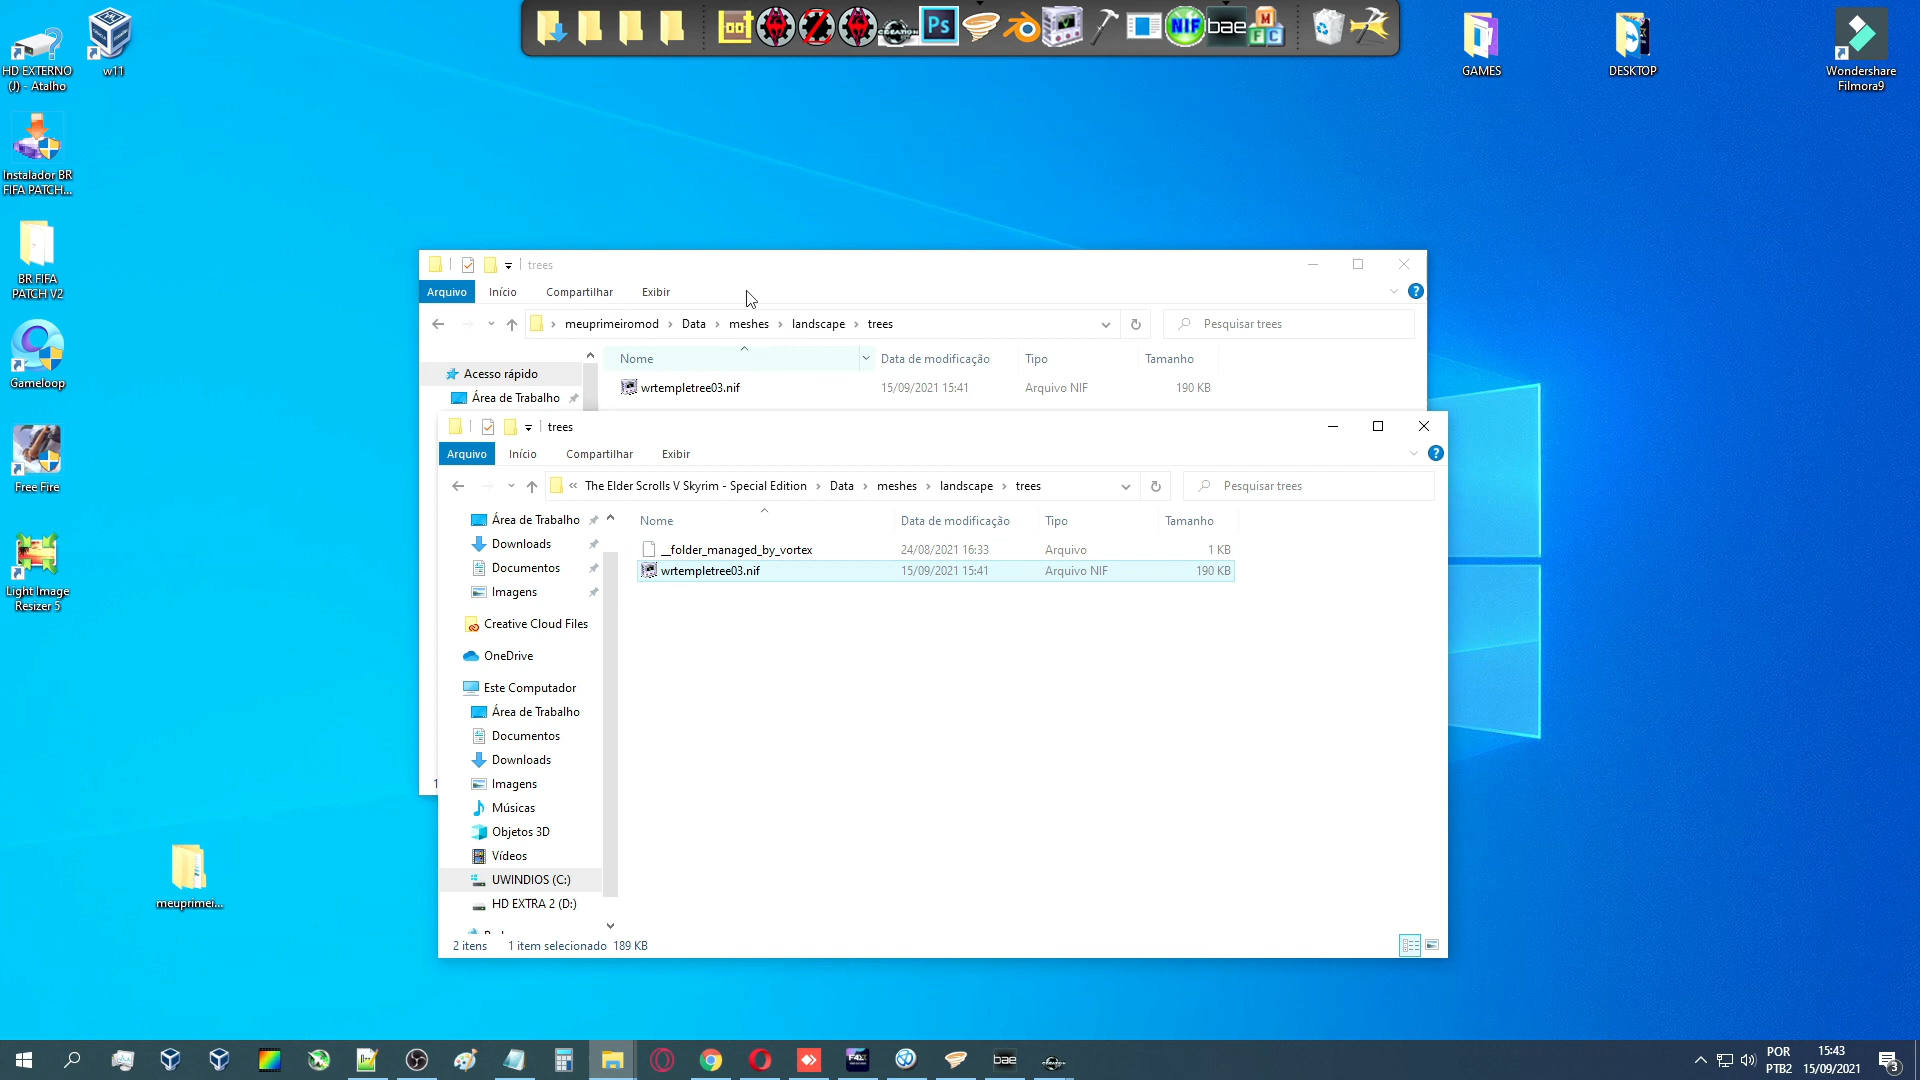 HD EXTERNO
(J) - Atalho
w11
Loot
CREATION
Ps
NIF
bae
M
F C
GAMES
DESKTOP
Wondershare
Filmora9
Instalador BR
FIFA PATCH...
BR FIFA
PATCH V2
Gameloop
Free Fire
Light Image
Resizer 5
meuprimei...
trees
Arquivo Início Compartilhar Exibir
meuprimeiromod > Data > meshes > landscape > trees
Pesquisar trees
Nome Data de modificação Tipo Tamanho
Acesso rápido
Área de Trabalho
wrtempletree03.nif 15/09/2021 15:41 Arquivo NIF 190 KB
1
trees
Arquivo Início Compartilhar Exibir
« The Elder Scrolls V Skyrim - Special Edition > Data > meshes > landscape > trees
Pesquisar trees
Nome Data de modificação Tipo Tamanho
__folder_managed_by_vortex 24/08/2021 16:33 Arquivo 1 KB
wrtempletree03.nif 15/09/2021 15:41 Arquivo NIF 190 KB
Área de Trabalho
Downloads
Documentos
Imagens
Creative Cloud Files
OneDrive
Este Computador
Área de Trabalho
Documentos
Downloads
Imagens
Músicas
Objetos 3D
Vídeos
UWINDIOS (C:)
HD EXTRA 2 (D:)
2 itens 1 item selecionado 189 KB
bae
POR
PTB2
15:43
15/09/2021
3